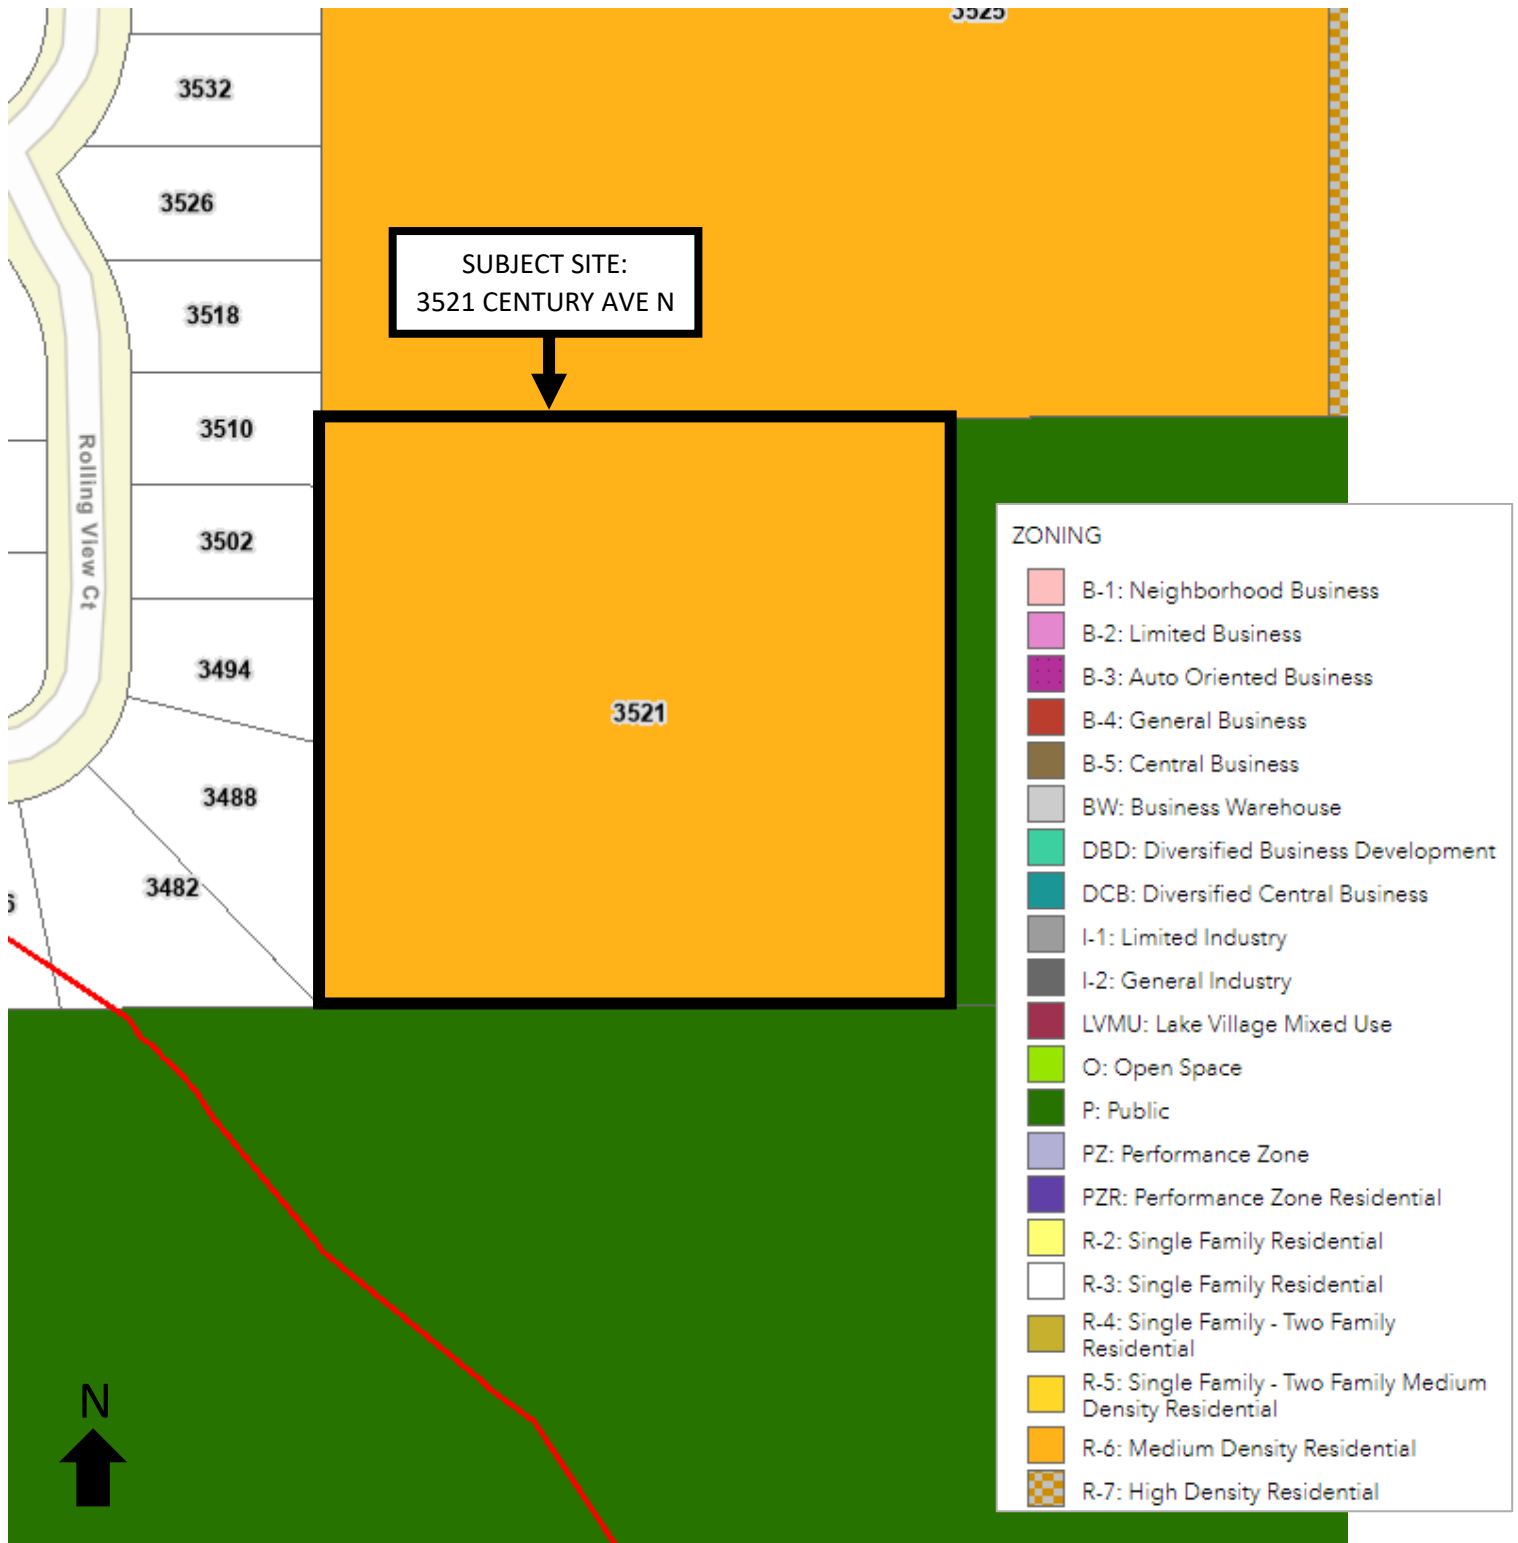 3525
3532
3526
SUBJECT SITE:
3521 CENTURY AVE N
3518
3510
Rolling View Ct
3502
3494
3521
3488
3482
ZONING
B-1: Neighborhood Business
B-2: Limited Business
B-3: Auto Oriented Business
B-4: General Business
B-5: Central Business
BW: Business Warehouse
DBD: Diversified Business Development
DCB: Diversified Central Business
I-1: Limited Industry
I-2: General Industry
LVMU: Lake Village Mixed Use
O: Open Space
P: Public
PZ: Performance Zone
PZR: Performance Zone Residential
R-2: Single Family Residential
R-3: Single Family Residential
R-4: Single Family - Two Family
Residential
R-5: Single Family - Two Family Medium
Density Residential
R-6: Medium Density Residential
R-7: High Density Residential
N